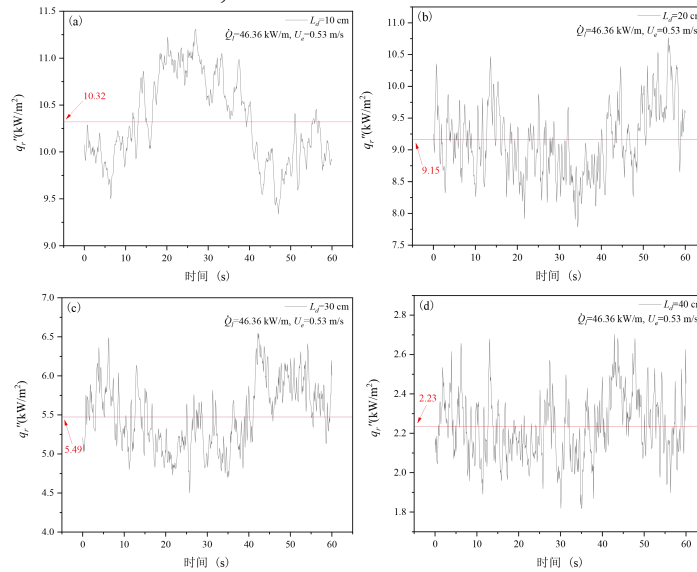 (a)
L_d=10 cm
Q̇_l=46.36 kW/m, U_e=0.53 m/s
11.5
11.0
10.5
10.0
9.5
9.0
10.32
q_r″(kW/m²)
0 10 20 30 40 50 60
时间 (s)
(b)
L_d=20 cm
Q̇_l=46.36 kW/m, U_e=0.53 m/s
11.0
10.5
10.0
9.5
9.0
8.5
8.0
7.5
9.15
q_r″(kW/m²)
0 10 20 30 40 50 60
时间 (s)
(c)
L_d=30 cm
Q̇_l=46.36 kW/m, U_e=0.53 m/s
7.0
6.5
6.0
5.5
5.0
4.5
4.0
5.49
q_r″(kW/m²)
0 10 20 30 40 50 60
时间 (s)
(d)
L_d=40 cm
Q̇_l=46.36 kW/m, U_e=0.53 m/s
2.8
2.6
2.4
2.2
2.0
1.8
2.23
q_r″(kW/m²)
0 10 20 30 40 50 60
时间 (s)